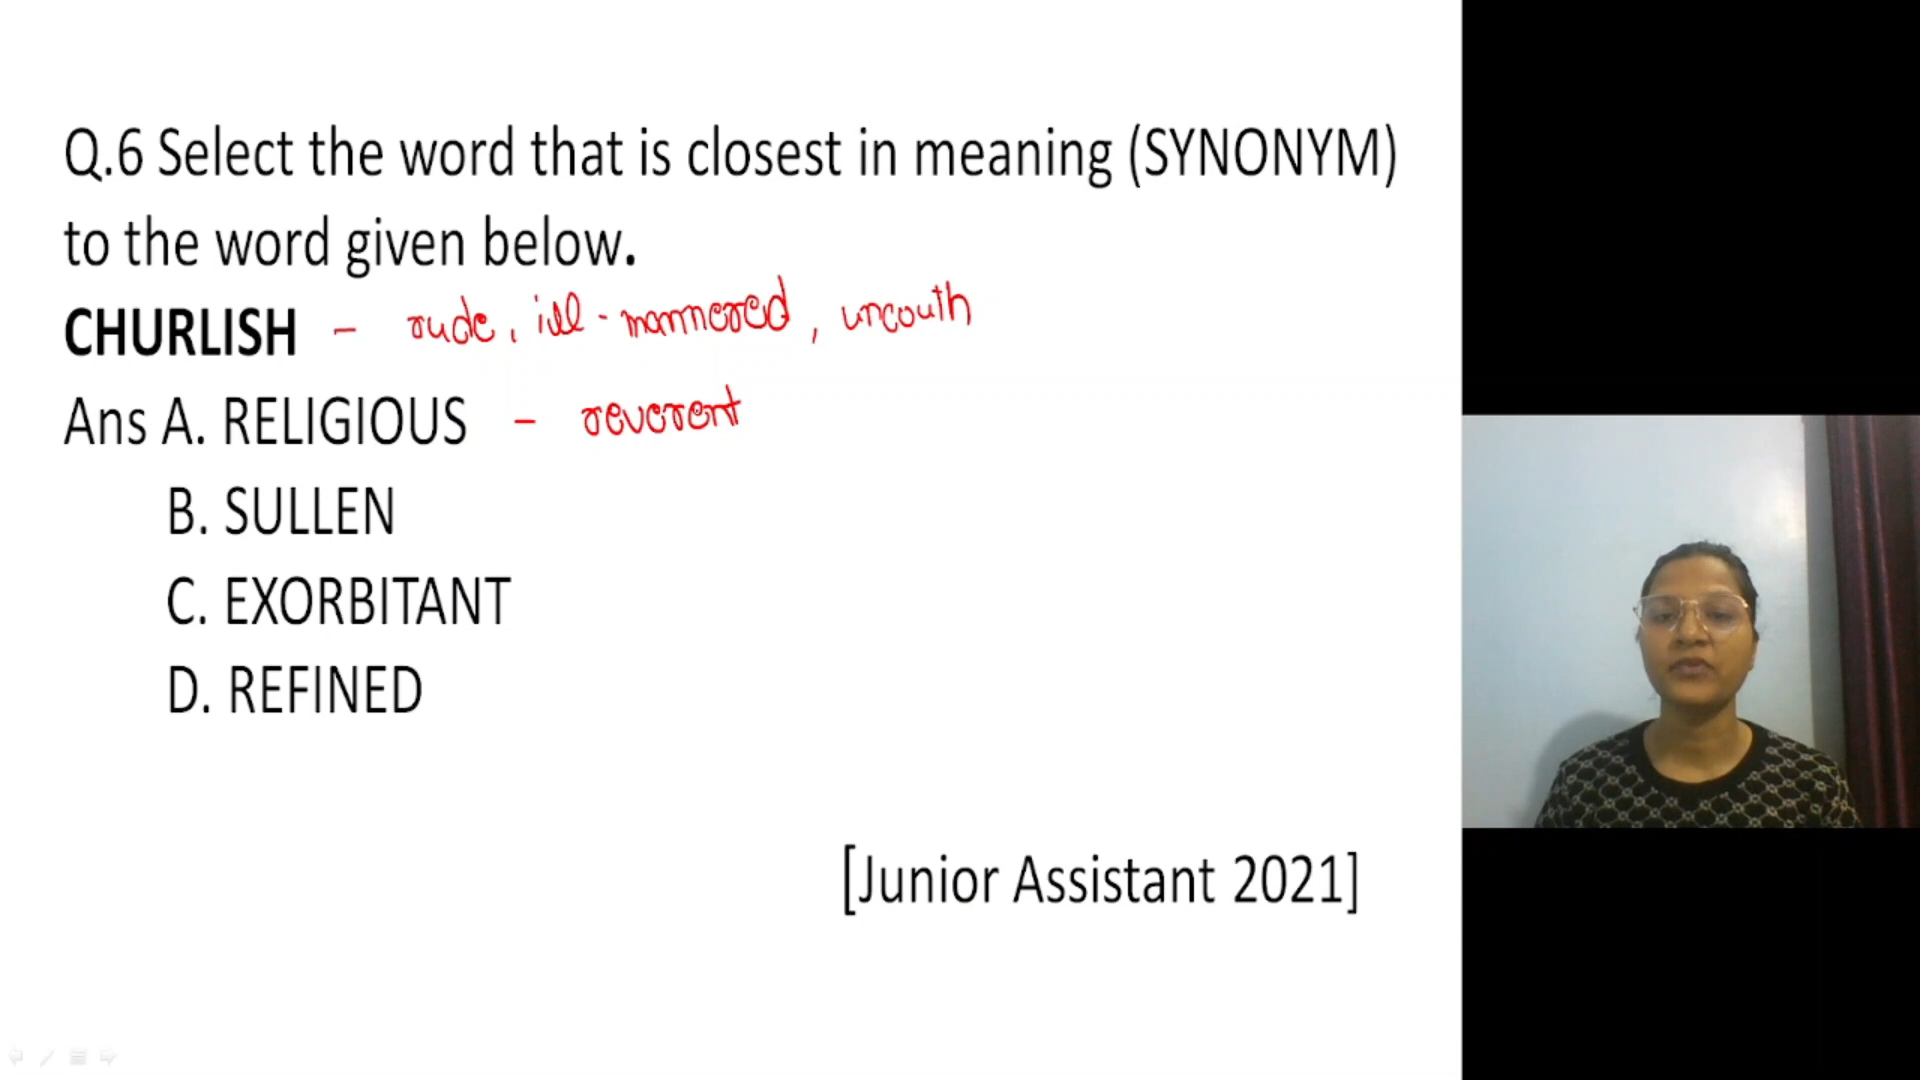 Q.6 Select the word that is closest in meaning (SYNONYM)
to the word given below.
CHURLISH - rude, ill-mannered, uncouth
Ans A. RELIGIOUS - reverent
B. SULLEN
C. EXORBITANT
D. REFINED
[Junior Assistant 2021]